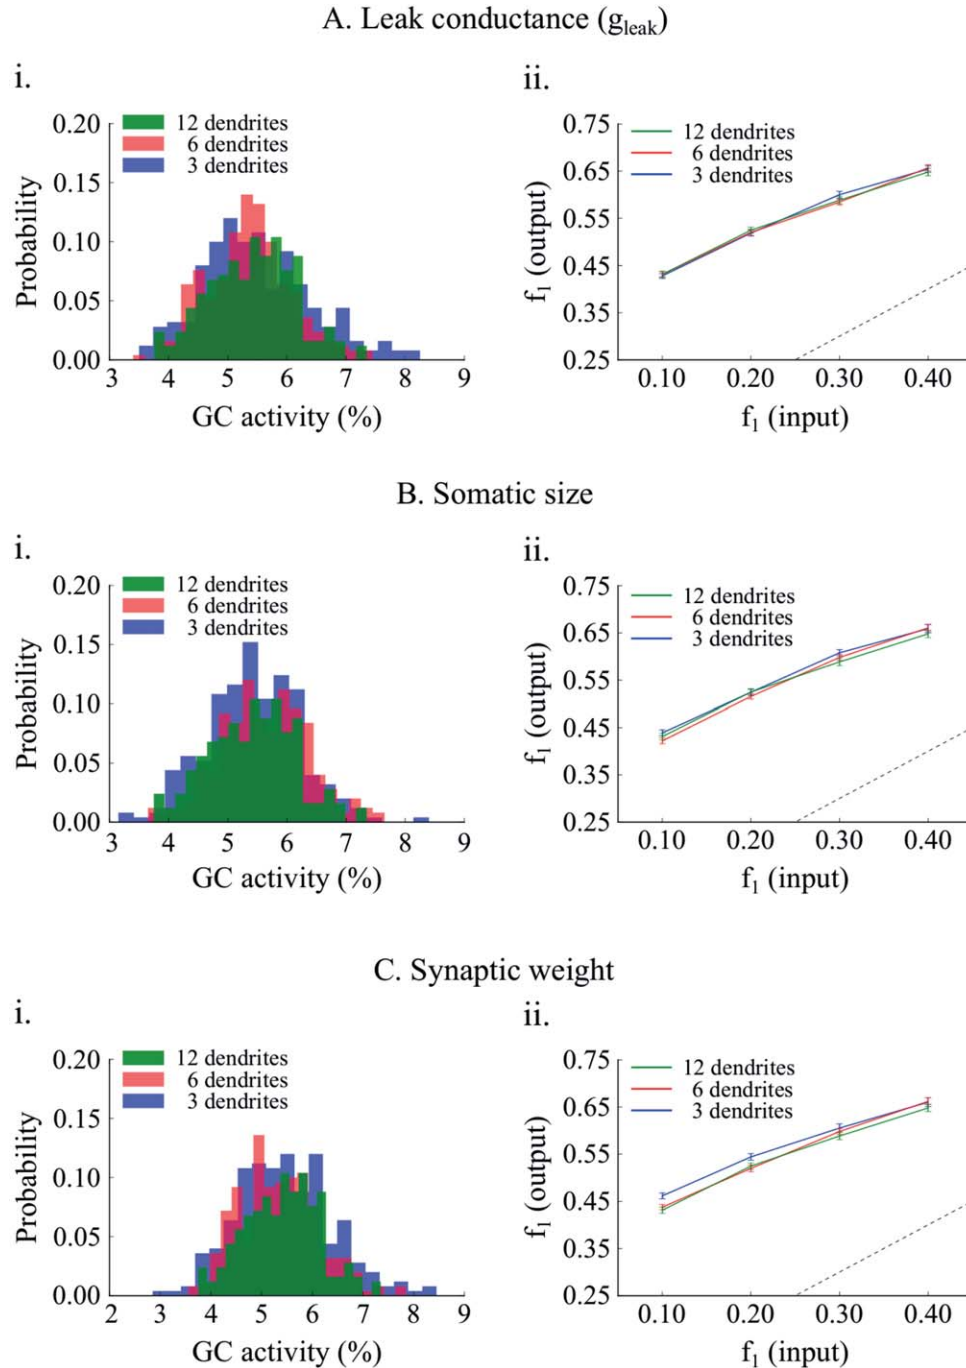 A. Leak conductance (g_leak)
i.
12 dendrites
6 dendrites
3 dendrites
Probability
0.20
0.15
0.10
0.05
0.00
3 4 5 6 7 8 9
GC activity (%)
ii.
12 dendrites
6 dendrites
3 dendrites
f1 (output)
0.75
0.65
0.55
0.45
0.35
0.25
0.10 0.20 0.30 0.40
f1 (input)
B. Somatic size
i.
12 dendrites
6 dendrites
3 dendrites
Probability
0.20
0.15
0.10
0.05
0.00
2 3 4 5 6 7 8 9
GC activity (%)
ii.
12 dendrites
6 dendrites
3 dendrites
f1 (output)
0.75
0.65
0.55
0.45
0.35
0.25
0.10 0.20 0.30 0.40
f1 (input)
C. Synaptic weight
i.
12 dendrites
6 dendrites
3 dendrites
Probability
0.20
0.15
0.10
0.05
0.00
2 3 4 5 6 7 8 9
GC activity (%)
ii.
12 dendrites
6 dendrites
3 dendrites
f1 (output)
0.75
0.65
0.55
0.45
0.35
0.25
0.10 0.20 0.30 0.40
f1 (input)